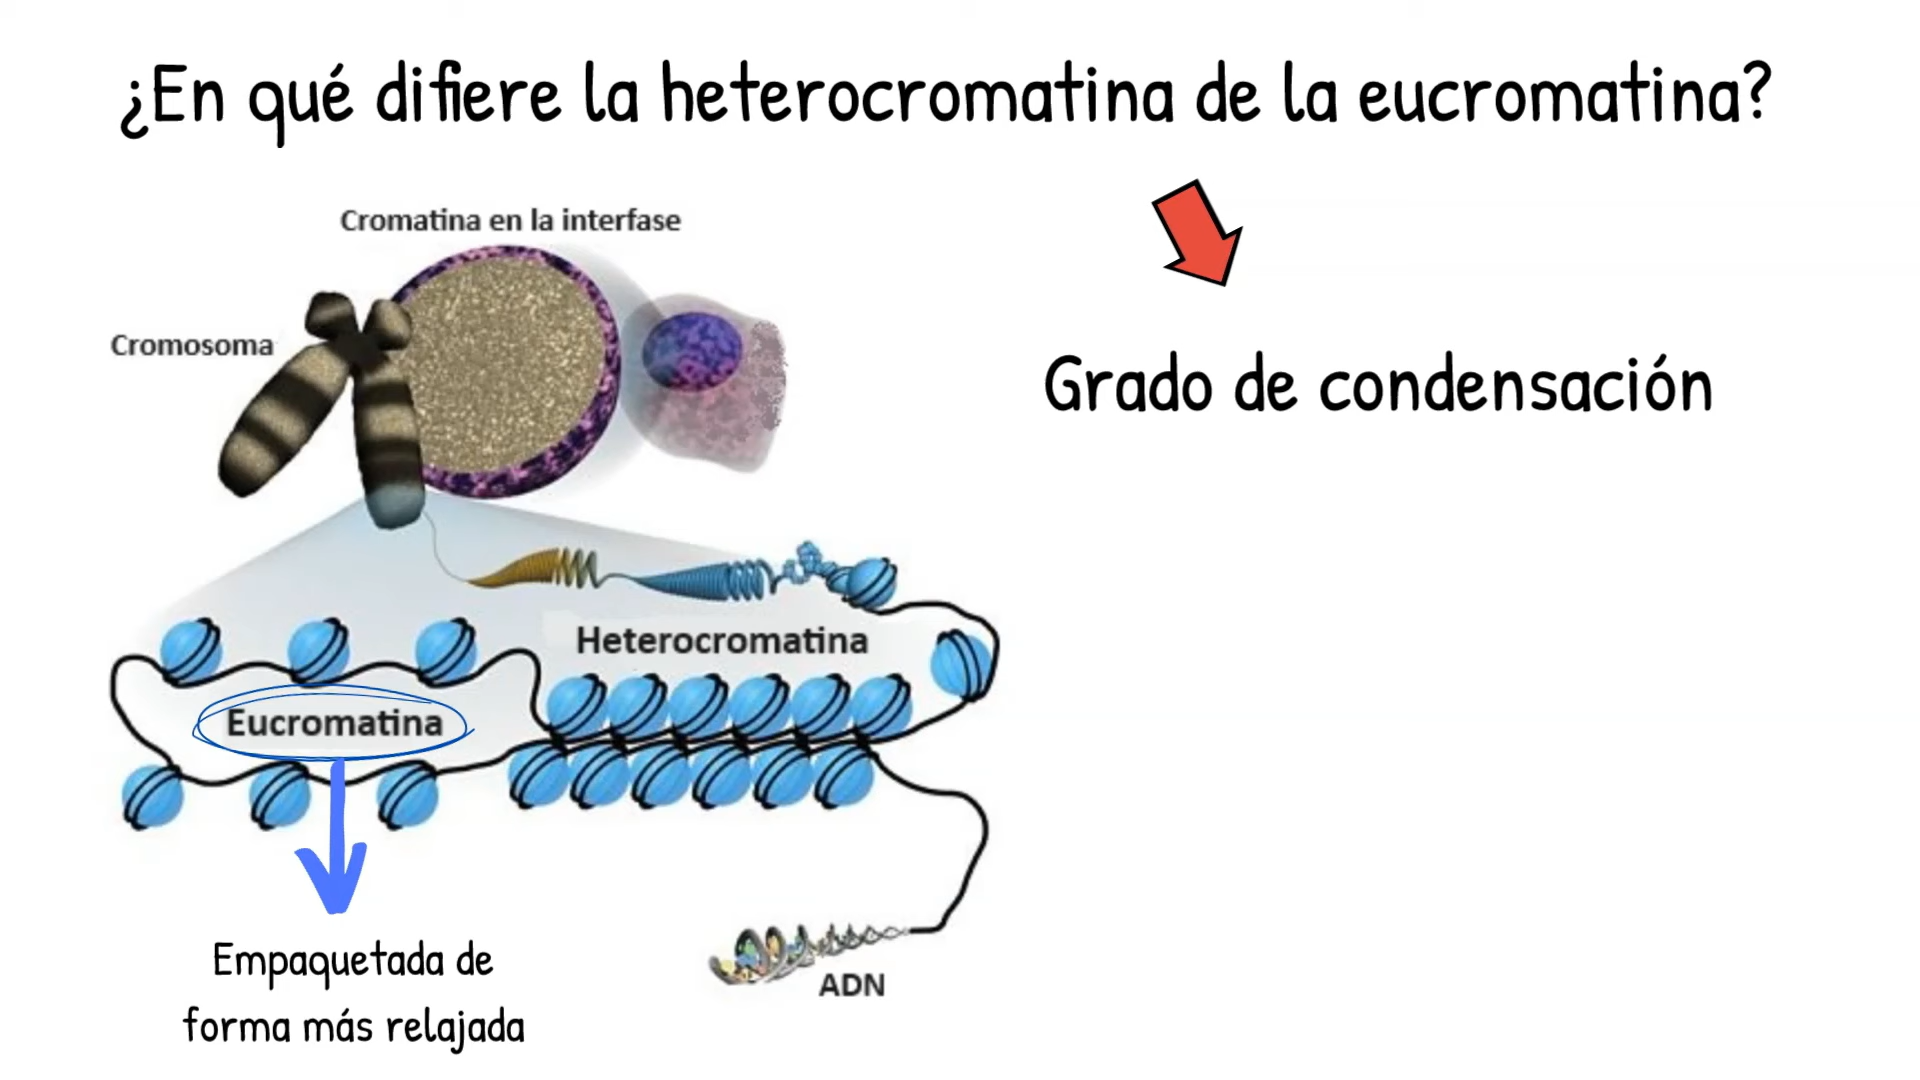 ¿En qué difiere la heterocromatina de la eucromatina?
Cromatina en la interfase
Cromosoma
Grado de condensación
Heterocromatina
Eucromatina
Empaquetada de
forma más relajada
ADN